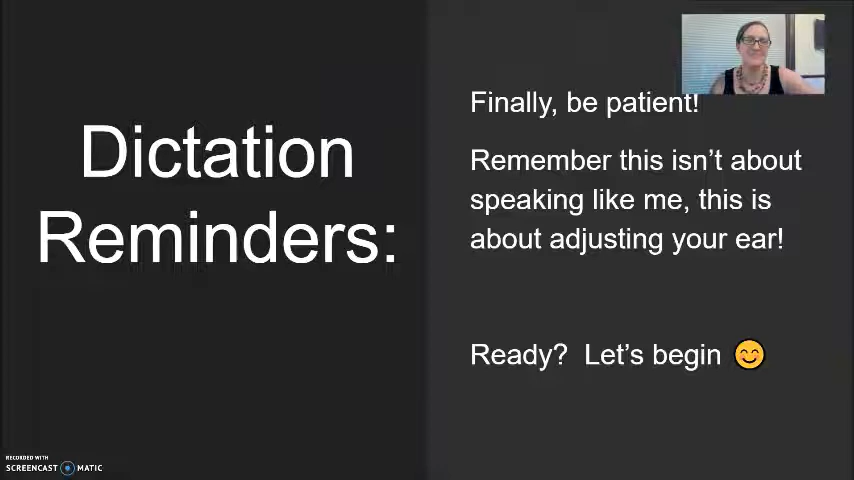 Dictation
Reminders:
Finally, be patient!
Remember this isn’t about
speaking like me, this is
about adjusting your ear!
Ready? Let’s begin 😊
RECORDED WITH
SCREENCAST MATIC